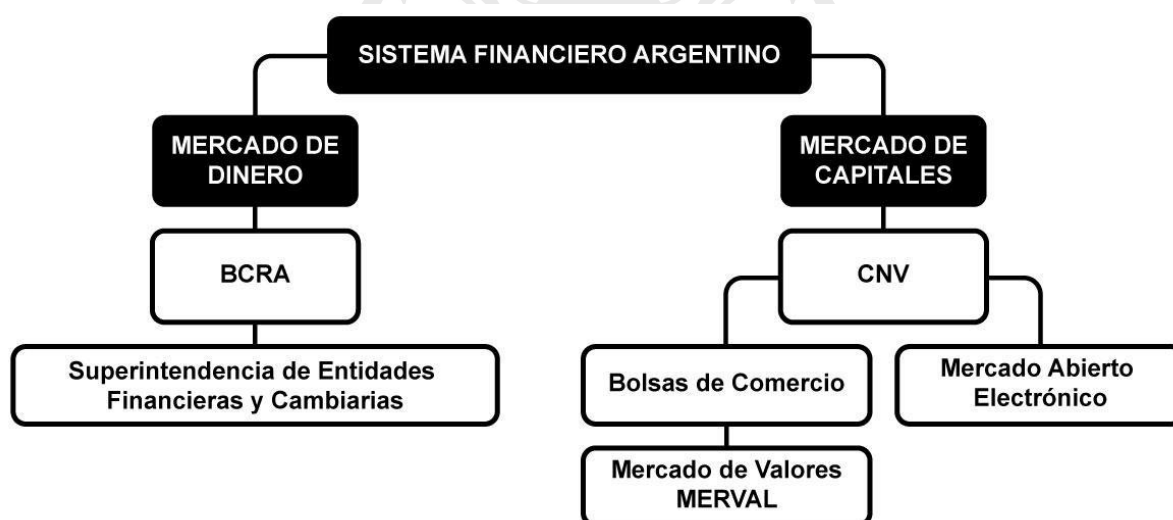 SISTEMA FINANCIERO ARGENTINO
MERCADO DE
DINERO
MERCADO DE
CAPITALES
BCRA
CNV
Superintendencia de Entidades
Financieras y Cambiarias
Bolsas de Comercio
Mercado Abierto
Electrónico
Mercado de Valores
MERVAL